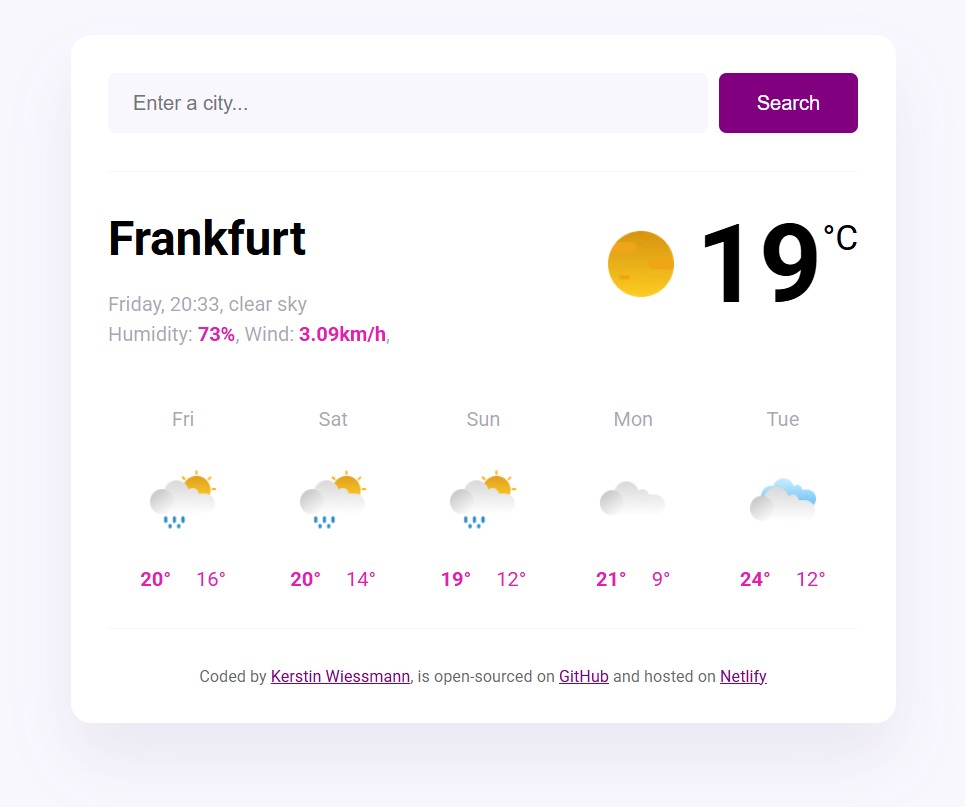 Enter a city... Search
Frankfurt 19 °C
Friday, 20:33, clear sky
Humidity: 73%, Wind: 3.09km/h,
Fri Sat Sun Mon Tue
20° 16° 20° 14° 19° 12° 21° 9° 24° 12°
Coded by Kerstin Wiessmann, is open-sourced on GitHub and hosted on Netlify